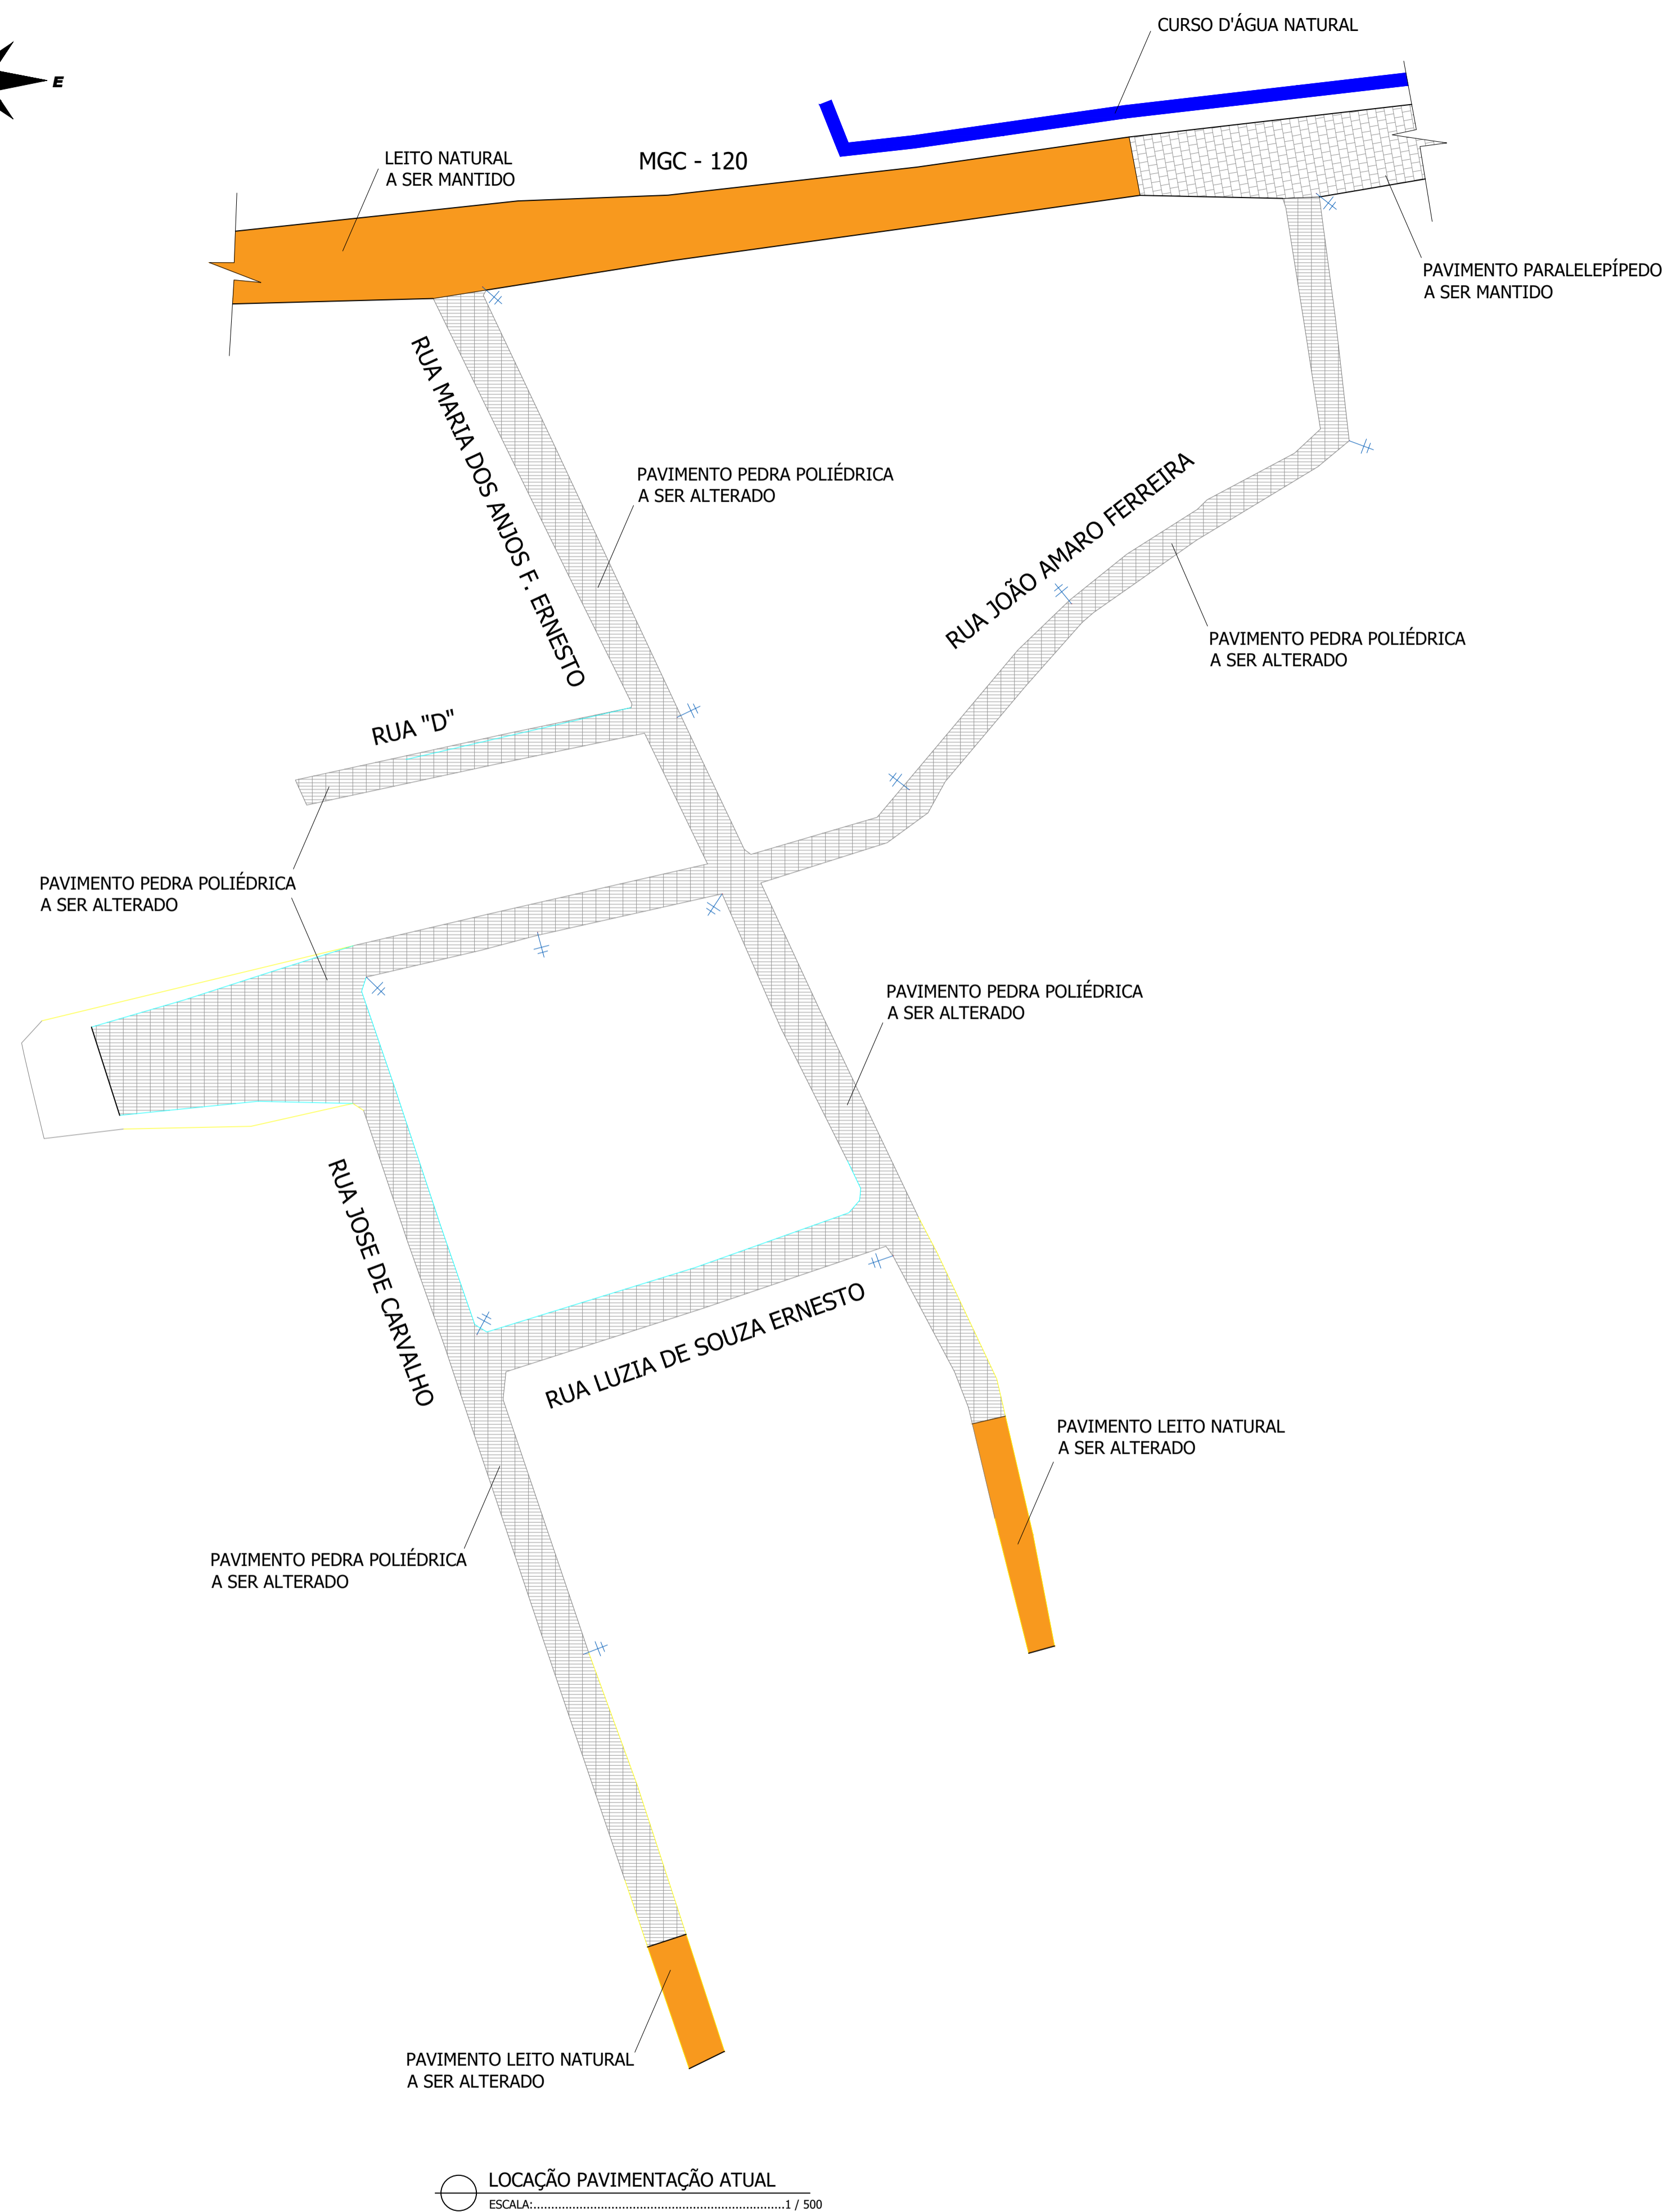 CURSO D'ÁGUA NATURAL
E
LEITO NATURAL
A SER MANTIDO
MGC - 120
PAVIMENTO PARALELEPÍPEDO
A SER MANTIDO
RUA MARIA DOS ANJOS F. ERNESTO
PAVIMENTO PEDRA POLIÉDRICA
A SER ALTERADO
RUA JOÃO AMARO FERREIRA
PAVIMENTO PEDRA POLIÉDRICA
A SER ALTERADO
RUA "D"
PAVIMENTO PEDRA POLIÉDRICA
A SER ALTERADO
PAVIMENTO PEDRA POLIÉDRICA
A SER ALTERADO
RUA JOSE DE CARVALHO
RUA LUZIA DE SOUZA ERNESTO
PAVIMENTO LEITO NATURAL
A SER ALTERADO
PAVIMENTO PEDRA POLIÉDRICA
A SER ALTERADO
PAVIMENTO LEITO NATURAL
A SER ALTERADO
LOCAÇÃO PAVIMENTAÇÃO ATUAL
ESCALA:......................................................................1 / 500